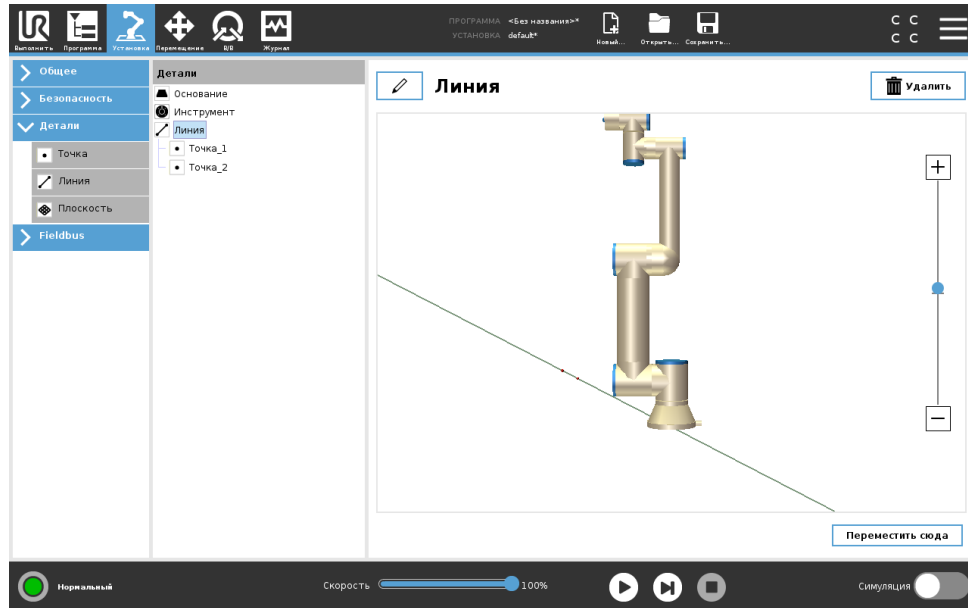 UR
Выполнить
Программа
Установка
Перемещение
В/В
Журнал
ПРОГРАММА <Без названия>*
УСТАНОВКА default*
Новый...
Открыть...
Сохранить...
C C
C C
Общее
Безопасность
Детали
Точка
Линия
Плоскость
Fieldbus
Детали
Основание
Инструмент
Линия
Точка_1
Точка_2
Линия
Удалить
Переместить сюда
Нормальный
Скорость
100%
Симуляция